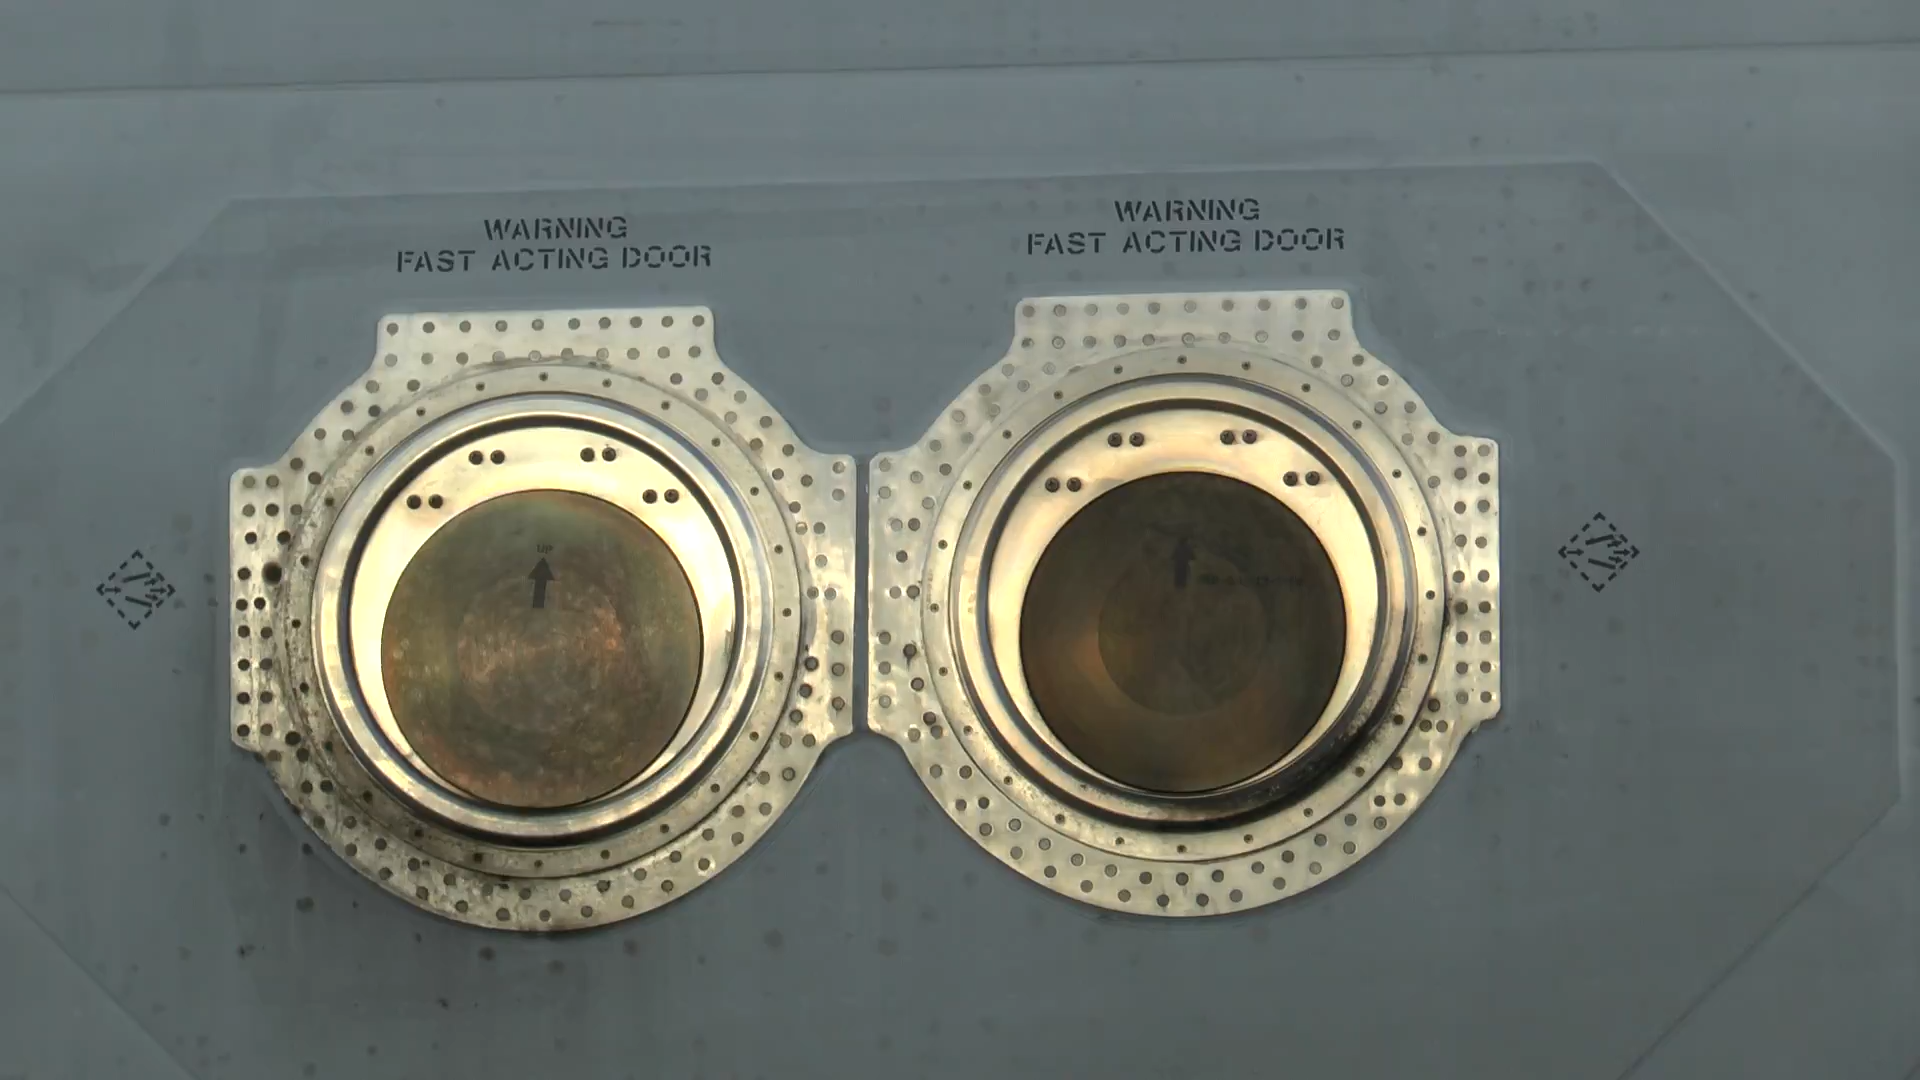 WARNING
FAST ACTING DOOR
WARNING
FAST ACTING DOOR
UP